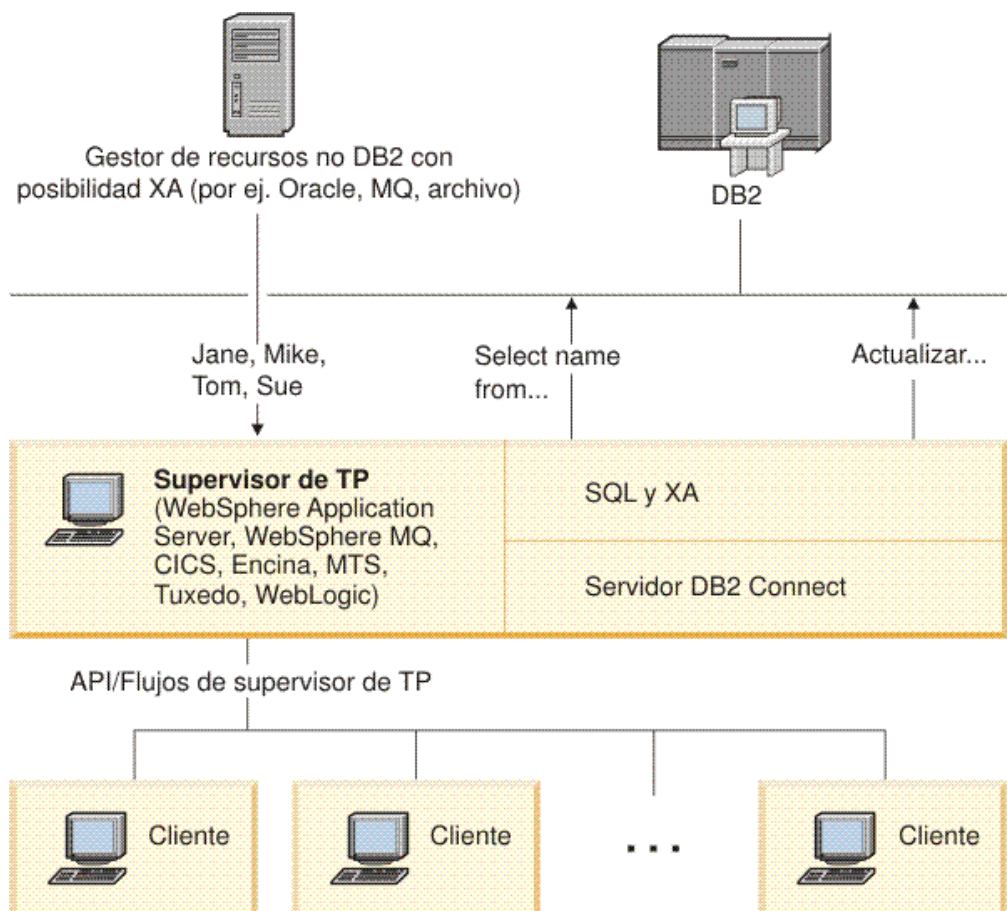 Gestor de recursos no DB2 con
posibilidad XA (por ej. Oracle, MQ, archivo)
DB2
Jane, Mike,
Tom, Sue
Select name
from...
Actualizar...
Supervisor de TP
(WebSphere Application
Server, WebSphere MQ,
CICS, Encina, MTS,
Tuxedo, WebLogic)
SQL y XA
Servidor DB2 Connect
API/Flujos de supervisor de TP
Cliente
Cliente
...
Cliente